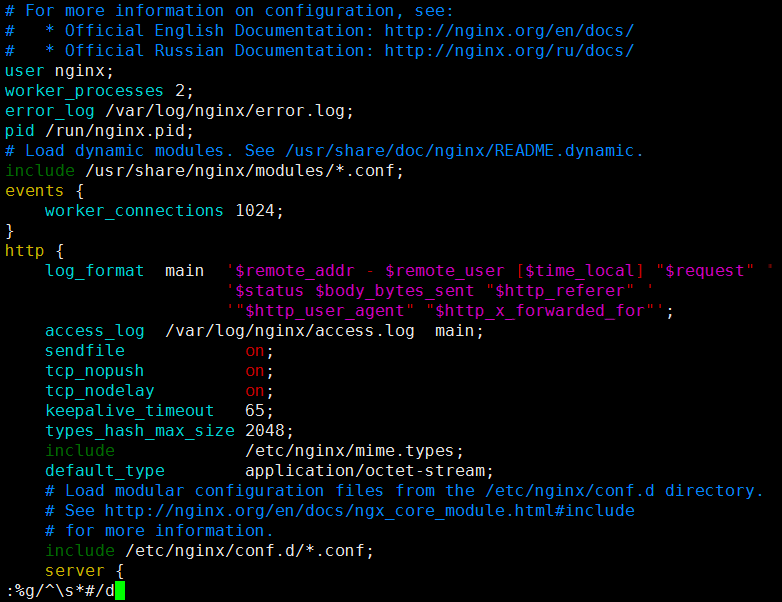 # For more information on configuration, see:
#   * Official English Documentation: http://nginx.org/en/docs/
#   * Official Russian Documentation: http://nginx.org/ru/docs/
user nginx;
worker_processes 2;
error_log /var/log/nginx/error.log;
pid /run/nginx.pid;
# Load dynamic modules. See /usr/share/doc/nginx/README.dynamic.
include /usr/share/nginx/modules/*.conf;
events {
    worker_connections 1024;
}
http {
    log_format  main  '$remote_addr - $remote_user [$time_local] "$request" '
                      '$status $body_bytes_sent "$http_referer" '
                      '"$http_user_agent" "$http_x_forwarded_for"';
    access_log  /var/log/nginx/access.log  main;
    sendfile            on;
    tcp_nopush          on;
    tcp_nodelay         on;
    keepalive_timeout   65;
    types_hash_max_size 2048;
    include             /etc/nginx/mime.types;
    default_type        application/octet-stream;
    # Load modular configuration files from the /etc/nginx/conf.d directory.
    # See http://nginx.org/en/docs/ngx_core_module.html#include
    # for more information.
    include /etc/nginx/conf.d/*.conf;
    server {
:%g/^\s*#/d